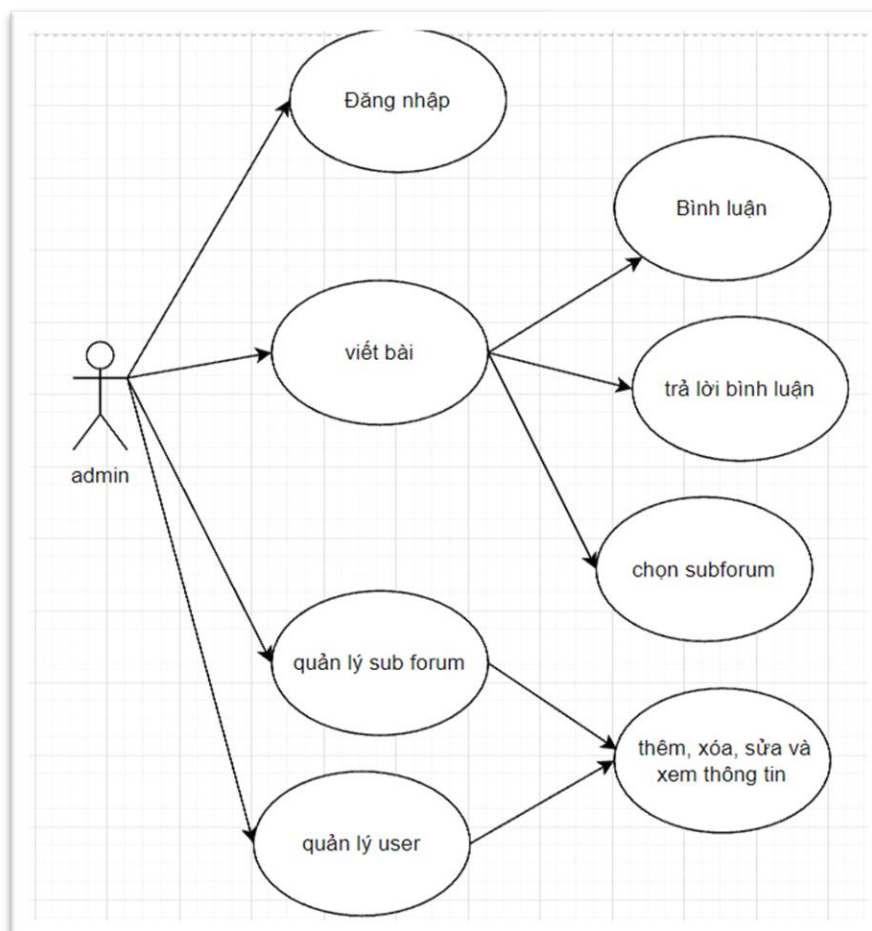 Đăng nhập
Bình luận
viết bài
trả lời bình luận
admin
chọn subforum
quản lý sub forum
thêm, xóa, sửa và
xem thông tin
quản lý user